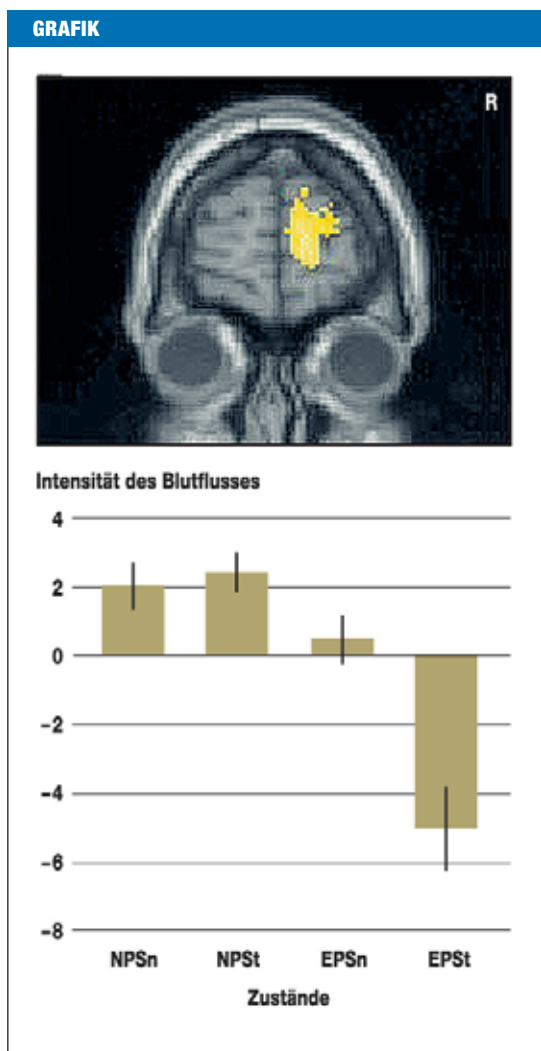 GRAFIK
R
Intensität des Blutflusses
4
2
0
-2
-4
-6
-8
NPSn NPSt EPSn EPSt
Zustände